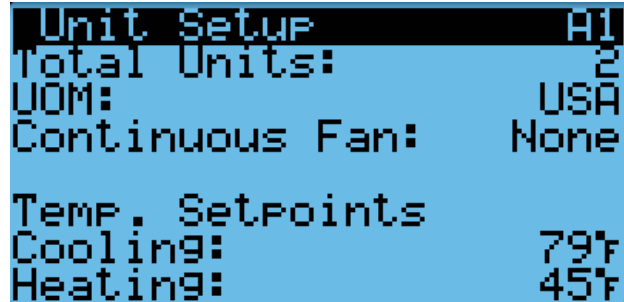 Unit Setup A1
Total Units: 2
UOM: USA
Continuous Fan: None
Temp. Setpoints
Cooling: 79°F
Heating: 45°F